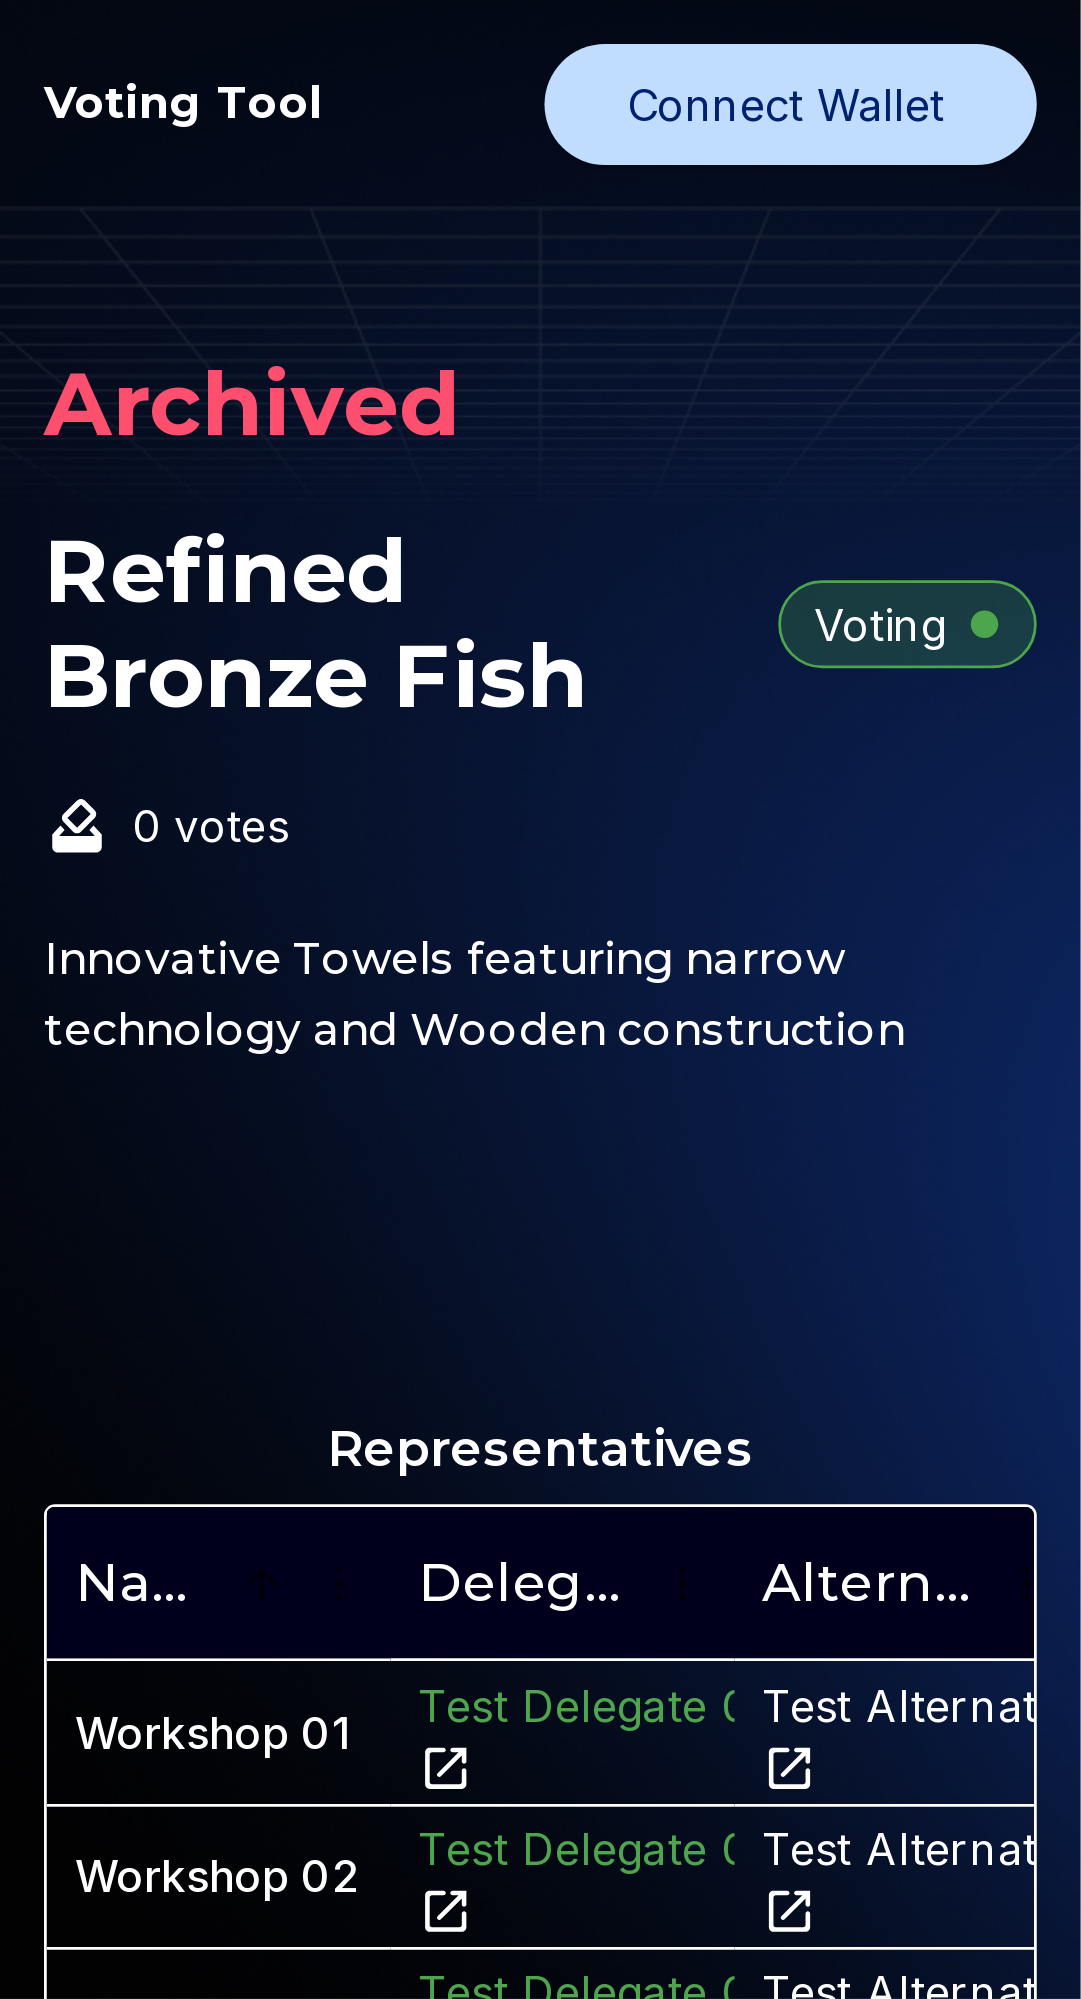 Voting Tool
Connect Wallet
Archived
Refined
Bronze Fish
Voting
0 votes
Innovative Towels featuring narrow
technology and Wooden construction
Representatives
Na... Deleg... Altern...
Workshop 01 Test Delegate Test Alternat
Workshop 02 Test Delegate Test Alternat
Test Delegate Test Alternat